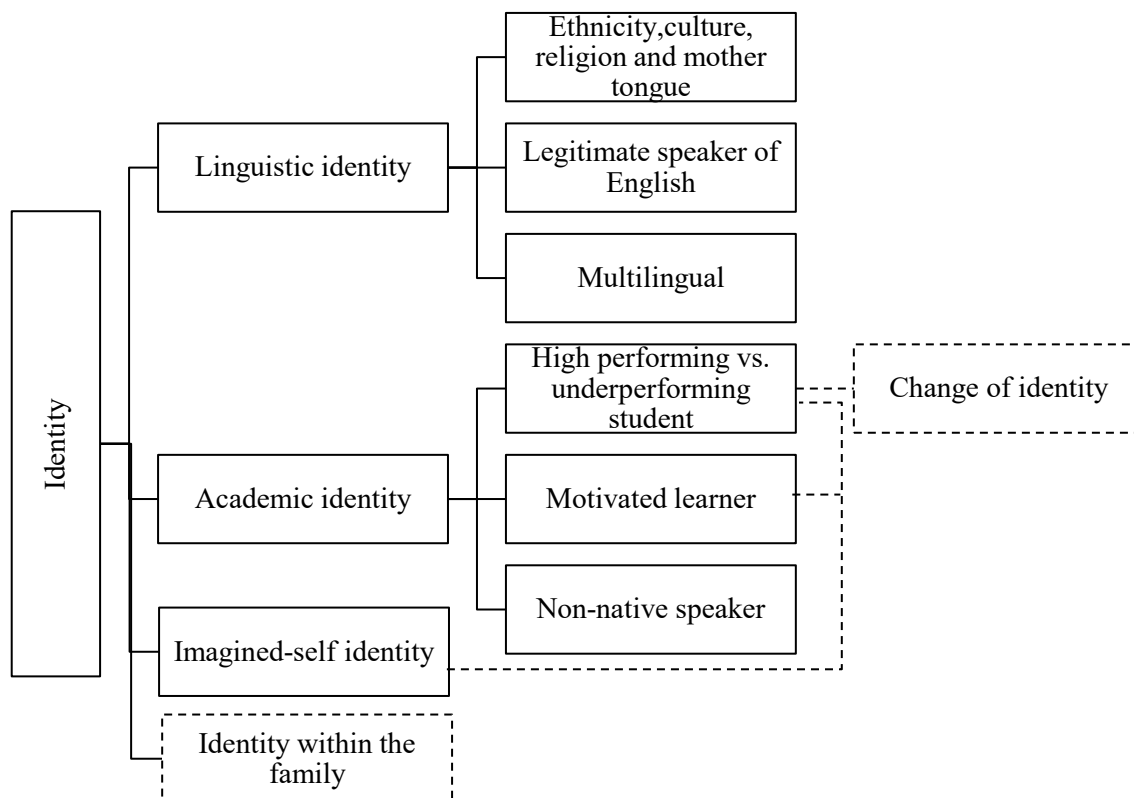 Identity
Linguistic identity
Ethnicity,culture,
religion and mother
tongue
Legitimate speaker of
English
Multilingual
Academic identity
High performing vs.
underperforming
student
Change of identity
Motivated learner
Non-native speaker
Imagined-self identity
Identity within the
family